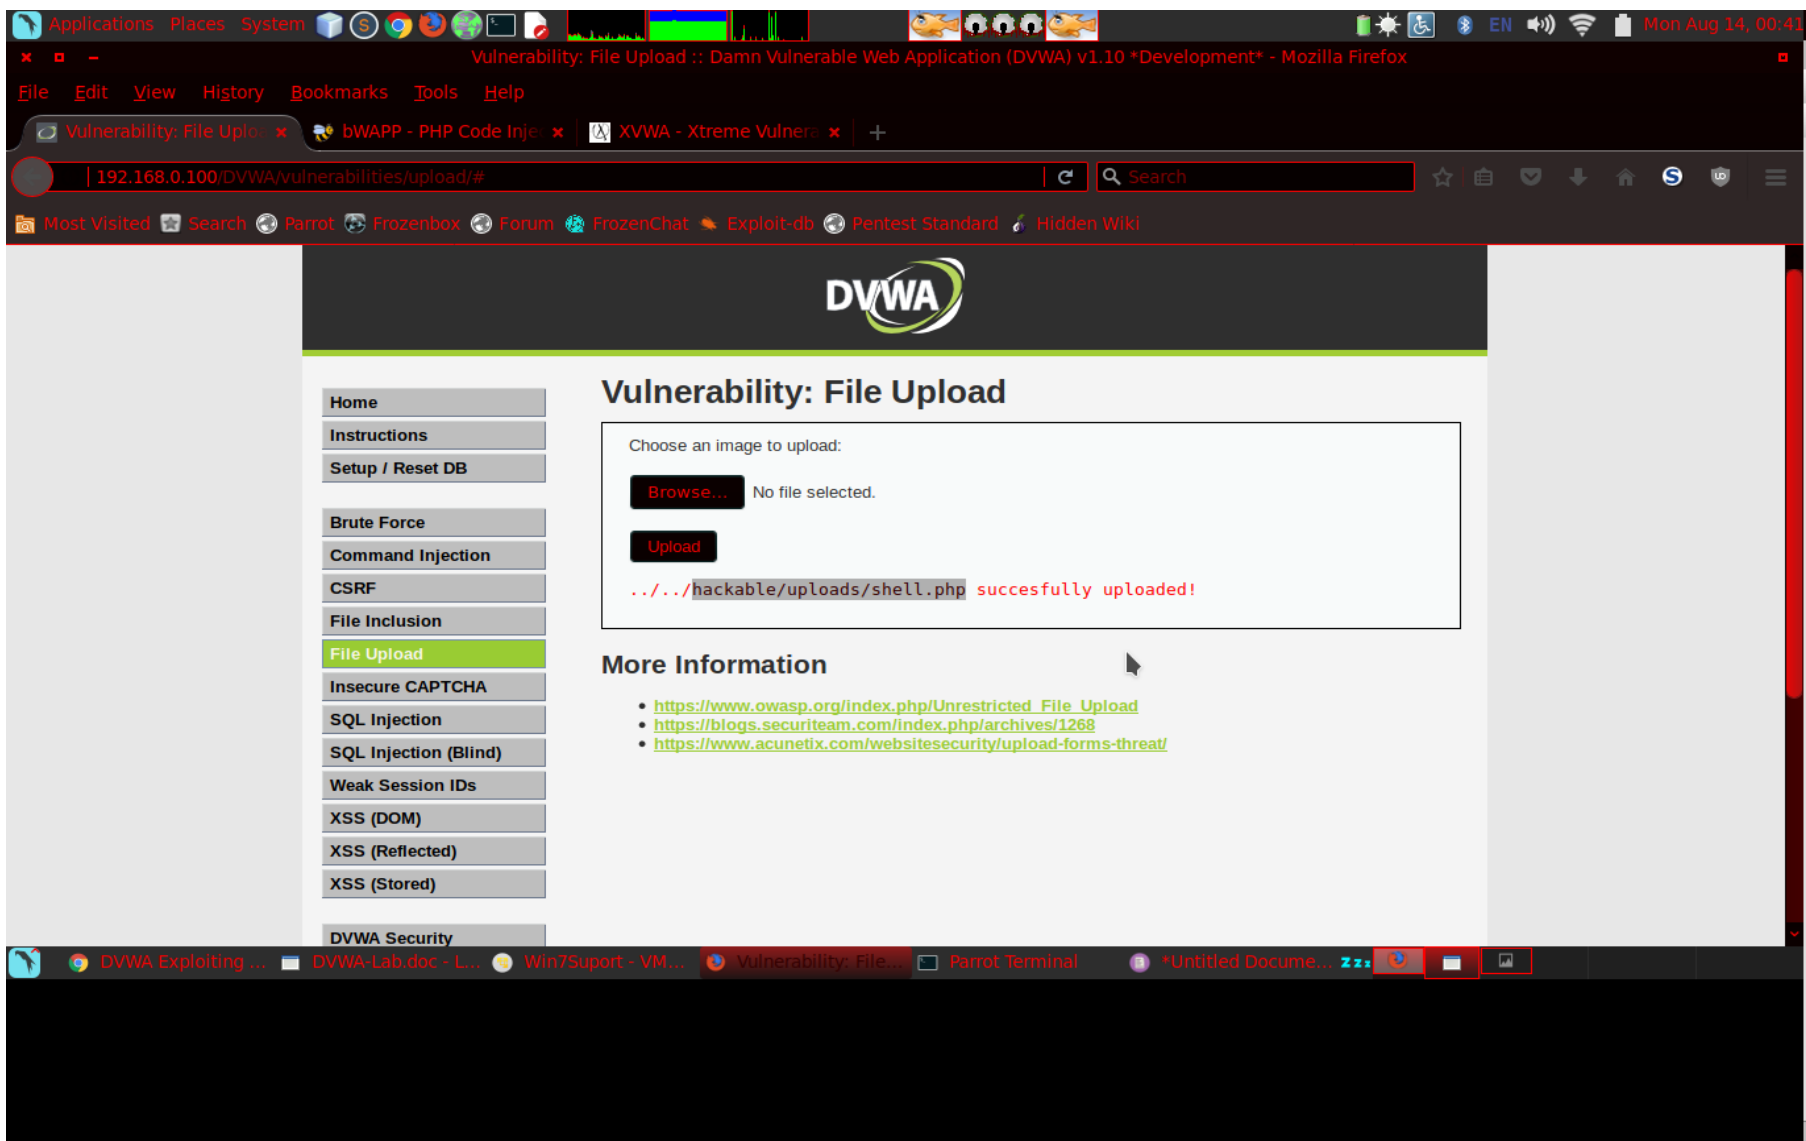 Applications Places System EN Mon Aug 14, 00:41
Vulnerability: File Upload :: Damn Vulnerable Web Application (DVWA) v1.10 *Development* - Mozilla Firefox
File Edit View History Bookmarks Tools Help
Vulnerability: File Uplo bWAPP - PHP Code Inje XVWA - Xtreme Vulnera
192.168.0.100/DVWA/vulnerabilities/upload/# Search
Most Visited Search Parrot Frozenbox Forum FrozenChat Exploit-db Pentest Standard Hidden Wiki
DVWA
Vulnerability: File Upload
Choose an image to upload:
Browse... No file selected.
Upload
../../hackable/uploads/shell.php succesfully uploaded!
More Information
https://www.owasp.org/index.php/Unrestricted_File_Upload
https://blogs.securiteam.com/index.php/archives/1268
https://www.acunetix.com/websitesecurity/upload-forms-threat/
Home
Instructions
Setup / Reset DB
Brute Force
Command Injection
CSRF
File Inclusion
File Upload
Insecure CAPTCHA
SQL Injection
SQL Injection (Blind)
Weak Session IDs
XSS (DOM)
XSS (Reflected)
XSS (Stored)
DVWA Security
DVWA Exploiting ... DVWA-Lab.doc - L... Win7Suport - VM... Vulnerability: File... Parrot Terminal *Untitled Docume... zzz